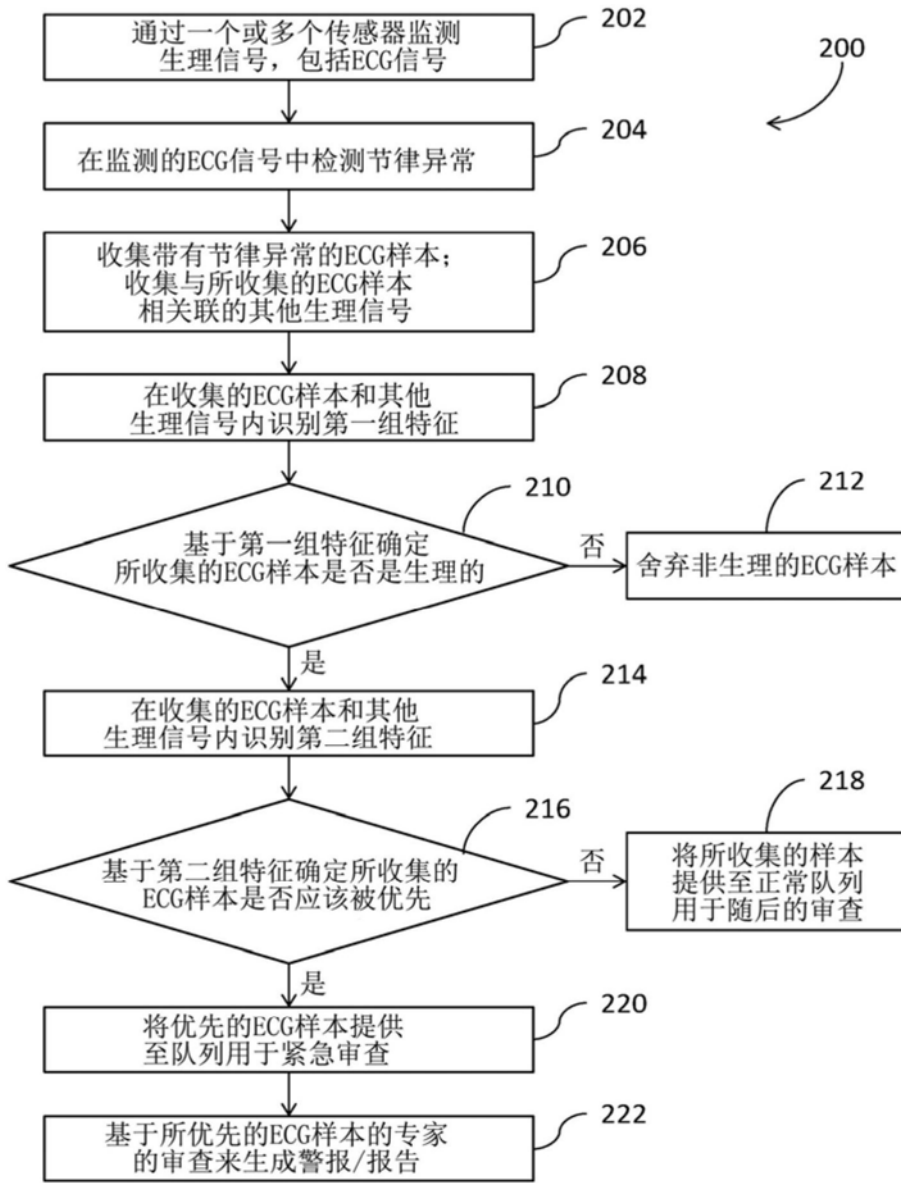 通过一个或多个传感器监测
生理信号，包括ECG信号
202
200
在监测的ECG信号中检测节律异常
204
收集带有节律异常的ECG样本；
收集与所收集的ECG样本
相关联的其他生理信号
206
在收集的ECG样本和其他
生理信号内识别第一组特征
208
基于第一组特征确定
所收集的ECG样本是否是生理的
210
否
舍弃非生理的ECG样本
212
是
在收集的ECG样本和其他
生理信号内识别第二组特征
214
基于第二组特征确定所收集的
ECG样本是否应该被优先
216
否
将所收集的样本
提供至正常队列
用于随后的审查
218
是
将优先的ECG样本提供
至队列用于紧急审查
220
基于所优先的ECG样本的专家
的审查来生成警报/报告
222